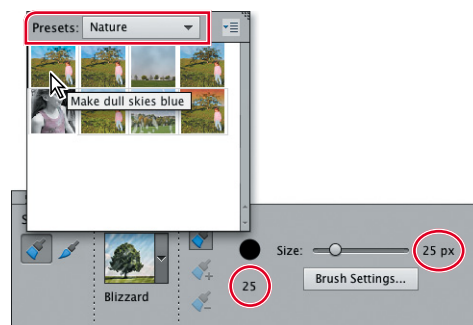 Presets: Nature
Make dull skies blue
S
Size: 25 px
25
Brush Settings...
Blizzard